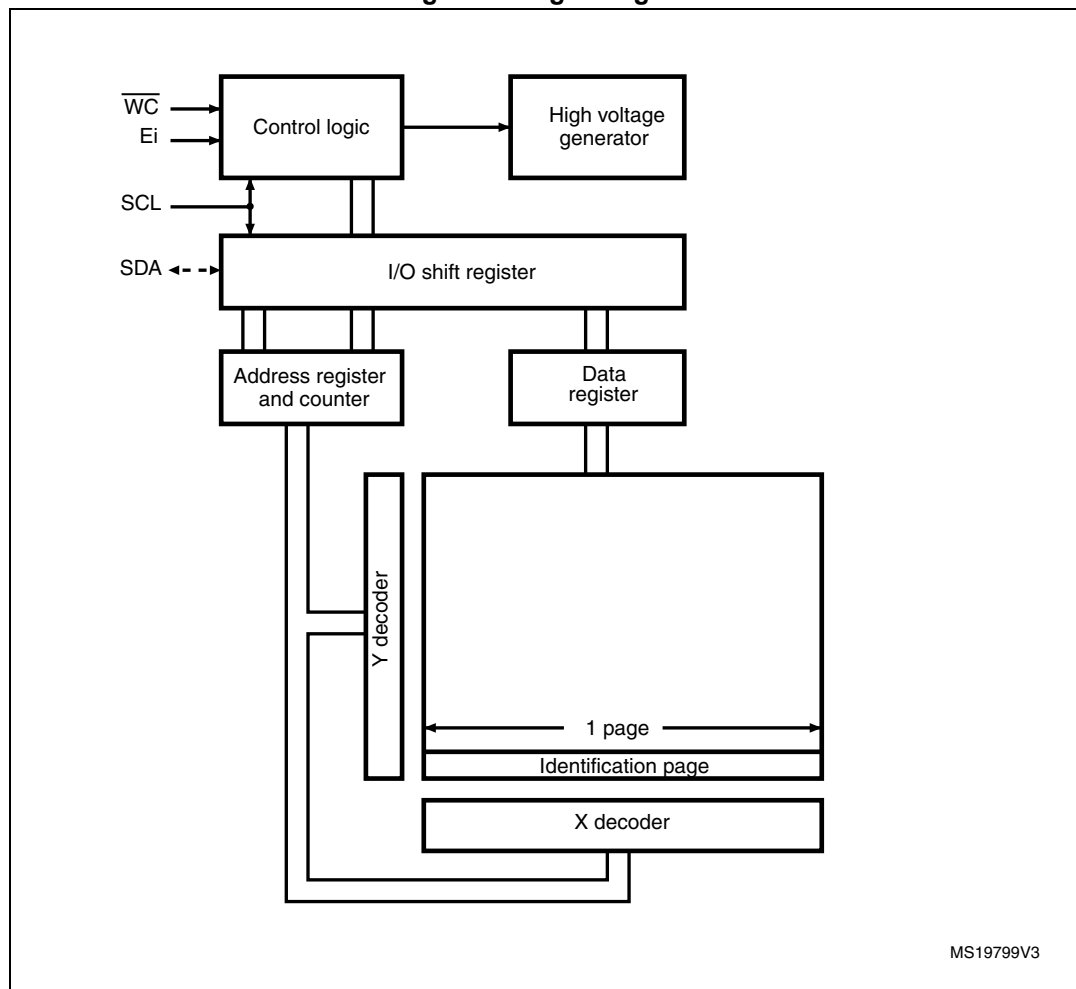 W̅C̅
Control logic
High voltage
generator
Ei
SCL
SDA
I/O shift register
Address register
and counter
Data
register
Y decoder
1 page
Identification page
X decoder
MS19799V3